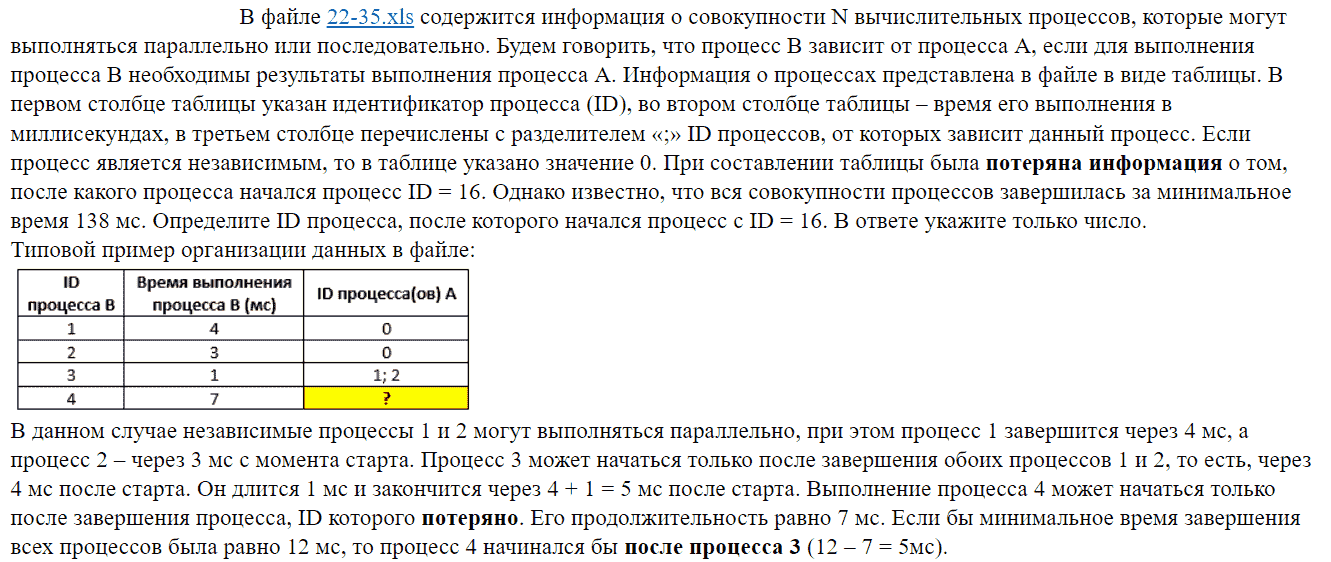 В файле 22-35.xls содержится информация о совокупности N вычислительных процессов, которые могут
выполняться параллельно или последовательно. Будем говорить, что процесс B зависит от процесса A, если для выполнения
процесса B необходимы результаты выполнения процесса A. Информация о процессах представлена в файле в виде таблицы. В
первом столбце таблицы указан идентификатор процесса (ID), во втором столбце таблицы – время его выполнения в
миллисекундах, в третьем столбце перечислены с разделителем «;» ID процессов, от которых зависит данный процесс. Если
процесс является независимым, то в таблице указано значение 0. При составлении таблицы была потеряна информация о том,
после какого процесса начался процесс ID = 16. Однако известно, что вся совокупности процессов завершилась за минимальное
время 138 мс. Определите ID процесса, после которого начался процесс с ID = 16. В ответе укажите только число.
Типовой пример организации данных в файле:
ID процесса B | Время выполнения процесса B (мс) | ID процесса(ов) A
1 4 0
2 3 0
3 1 1; 2
4 7 ?
В данном случае независимые процессы 1 и 2 могут выполняться параллельно, при этом процесс 1 завершится через 4 мс, а
процесс 2 – через 3 мс с момента старта. Процесс 3 может начаться только после завершения обоих процессов 1 и 2, то есть, через
4 мс после старта. Он длится 1 мс и закончится через 4 + 1 = 5 мс после старта. Выполнение процесса 4 может начаться только
после завершения процесса, ID которого потеряно. Его продолжительность равно 7 мс. Если бы минимальное время завершения
всех процессов была равно 12 мс, то процесс 4 начинался бы после процесса 3 (12 – 7 = 5мс).